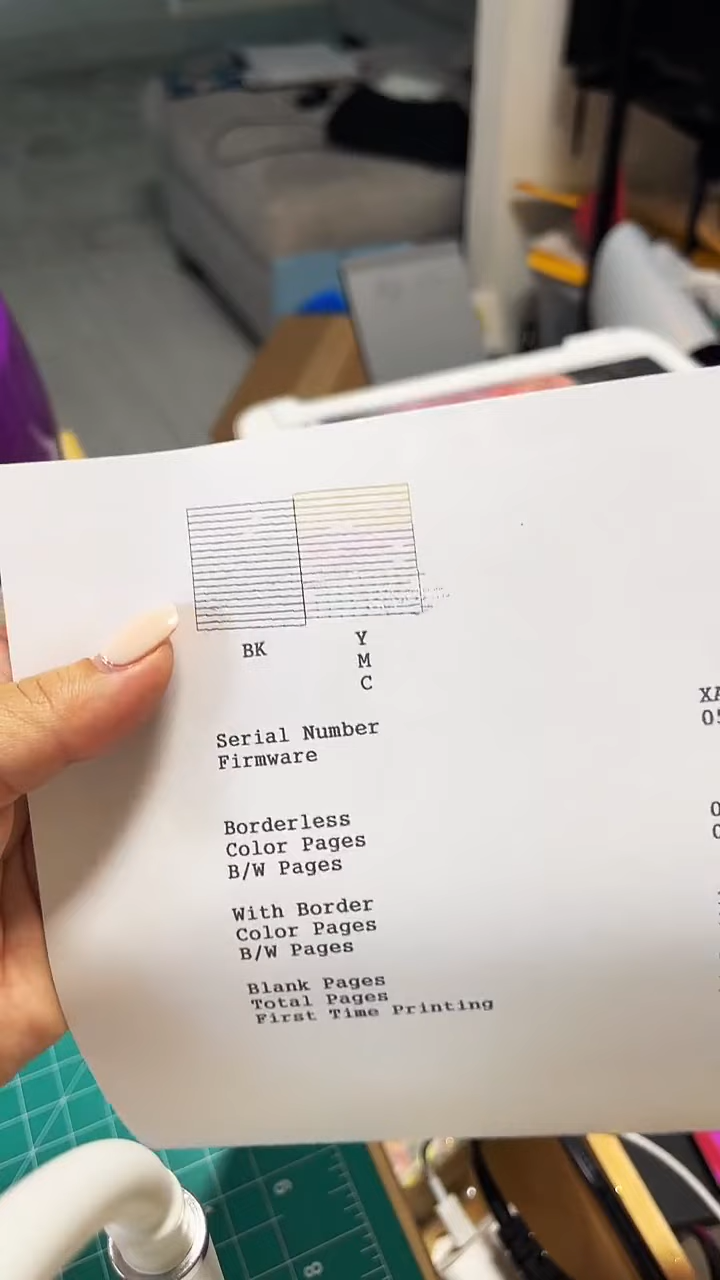 BK
Y
M
C
Serial Number
Firmware
Borderless
Color Pages
B/W Pages
With Border
Color Pages
B/W Pages
Blank Pages
Total Pages
First Time Printing
8